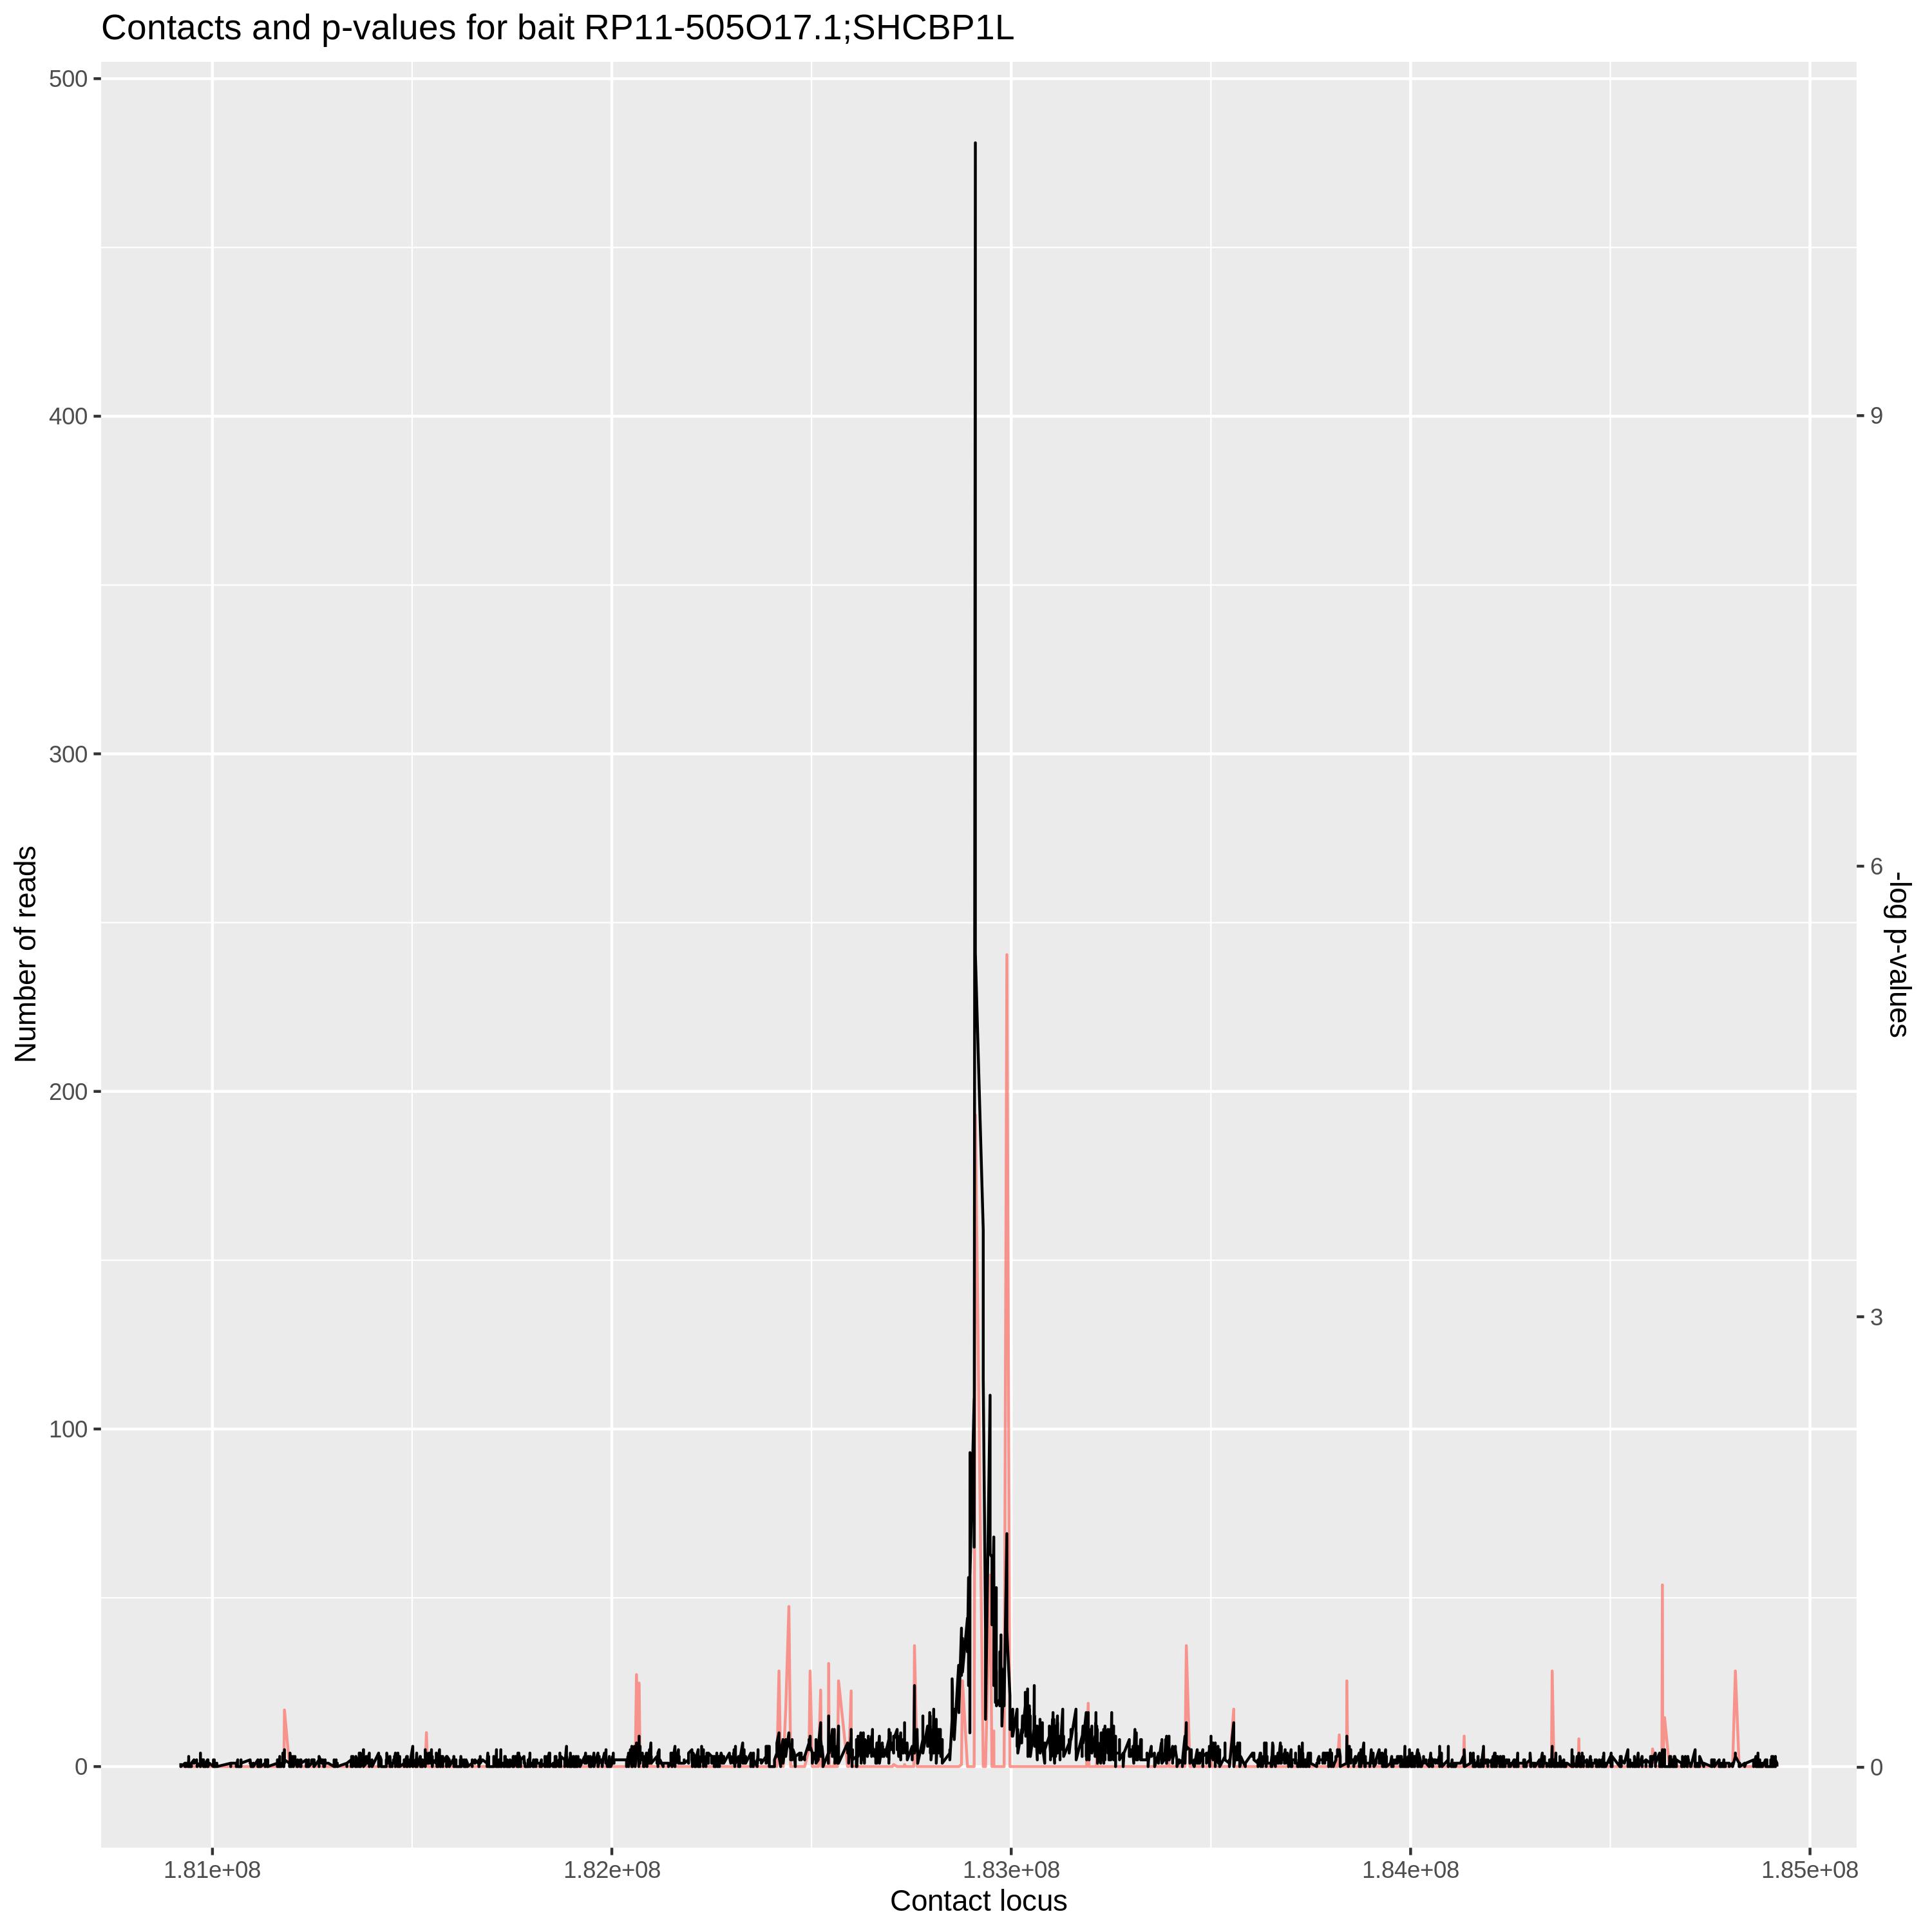 Contacts and p-values for bait RP11-505O17.1;SHCBP1L
500
400
300
200
100
0
Number of reads
9
6
3
0
-log p-values
1.81e+08
1.82e+08
1.83e+08
1.84e+08
1.85e+08
Contact locus